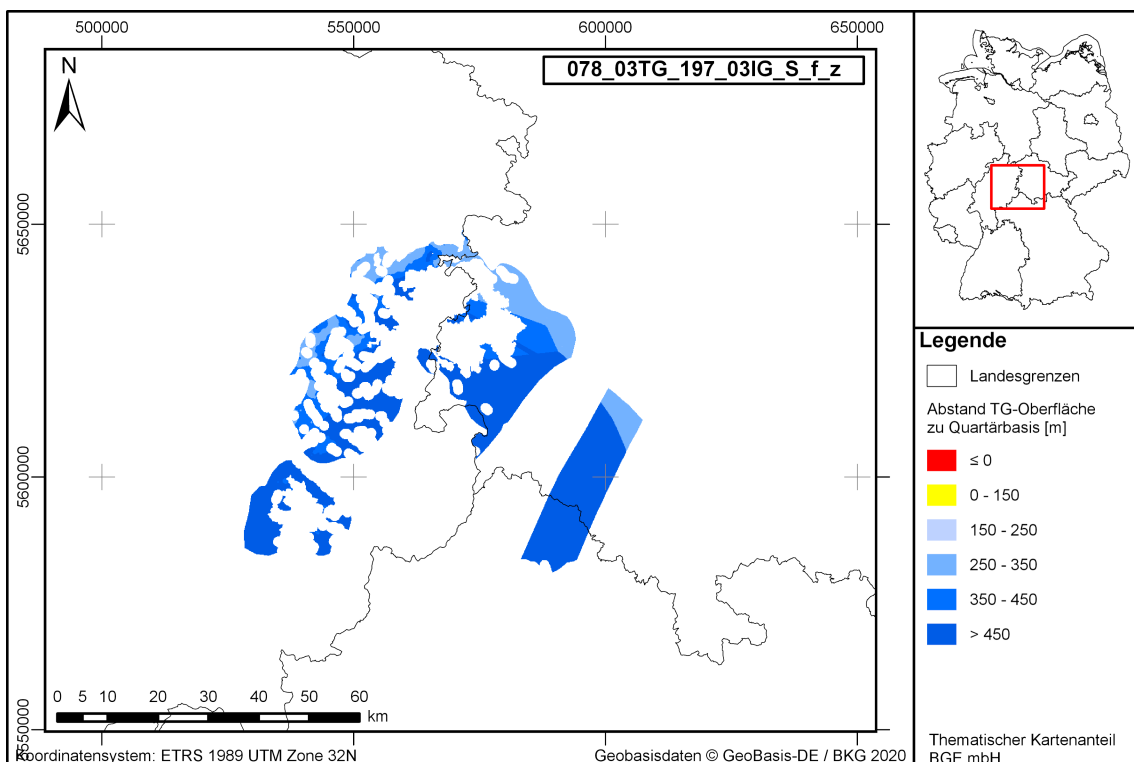 500000
550000
600000
650000
078_03TG_197_03IG_S_f_z
N
5650000
5600000
5550000
0 5 10 20 30 40 50 60
km
Koordinatensystem: ETRS 1989 UTM Zone 32N
Geobasisdaten © GeoBasis-DE / BKG 2020
Legende
Landesgrenzen
Abstand TG-Oberfläche
zu Quartärbasis [m]
≤ 0
0 - 150
150 - 250
250 - 350
350 - 450
> 450
Thematischer Kartenanteil
BGE mbH